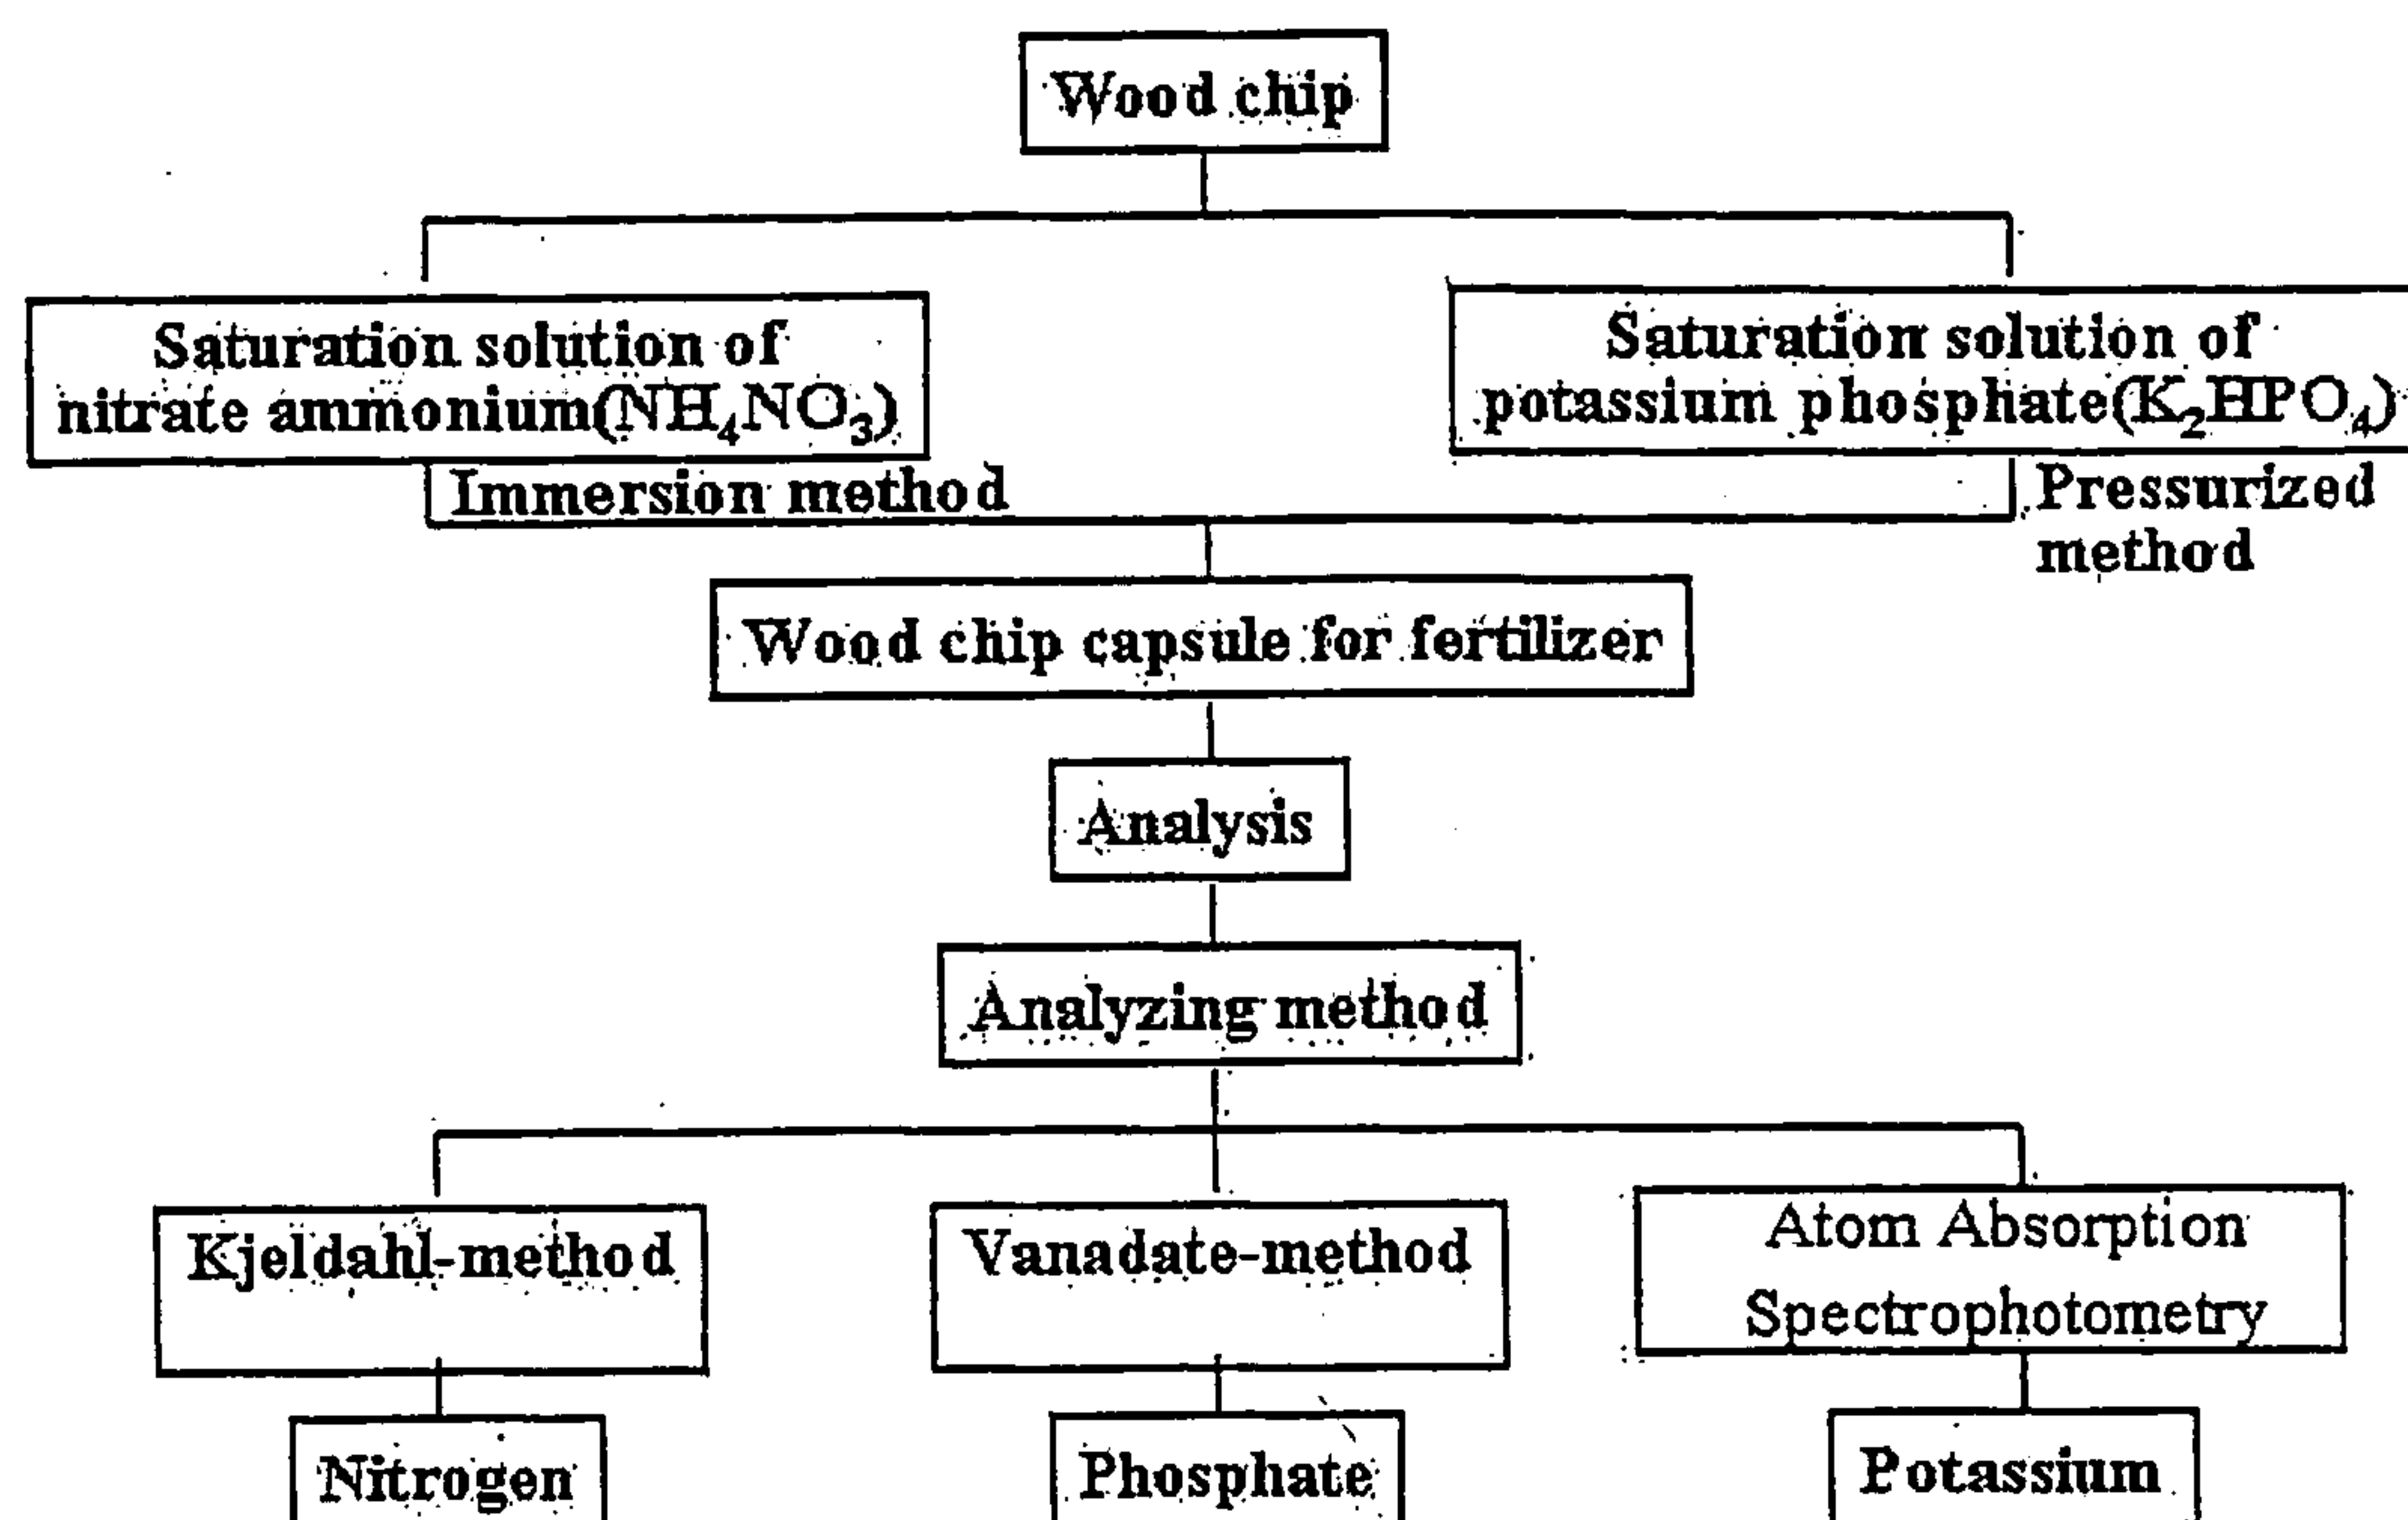 Wood chip
Saturation solution of
nitrate ammonium(NH₄NO₃)
Saturation solution of
potassium phosphate(K₂HPO₄)
Immersion method
Pressurized
method
Wood chip capsule for fertilizer
Analysis
Analyzing method
Kjeldahl-method
Vanadate-method
Atom Absorption
Spectrophotometry
Nitrogen
Phosphate
Potassium